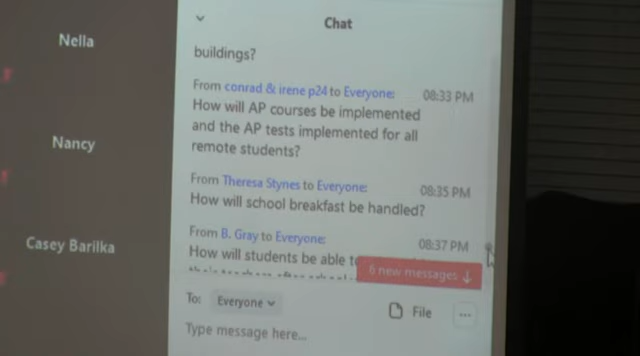 Chat
Nella
Nancy
Casey Barilka
buildings?
From conrad & irene p24 to Everyone: 08:33 PM
How will AP courses be implemented
and the AP tests implemented for all
remote students?
From Theresa Stynes to Everyone: 08:35 PM
How will school breakfast be handled?
From B. Gray to Everyone: 08:37 PM
How will students be able
6 new messages ↓
To: Everyone
File
...
Type message here...